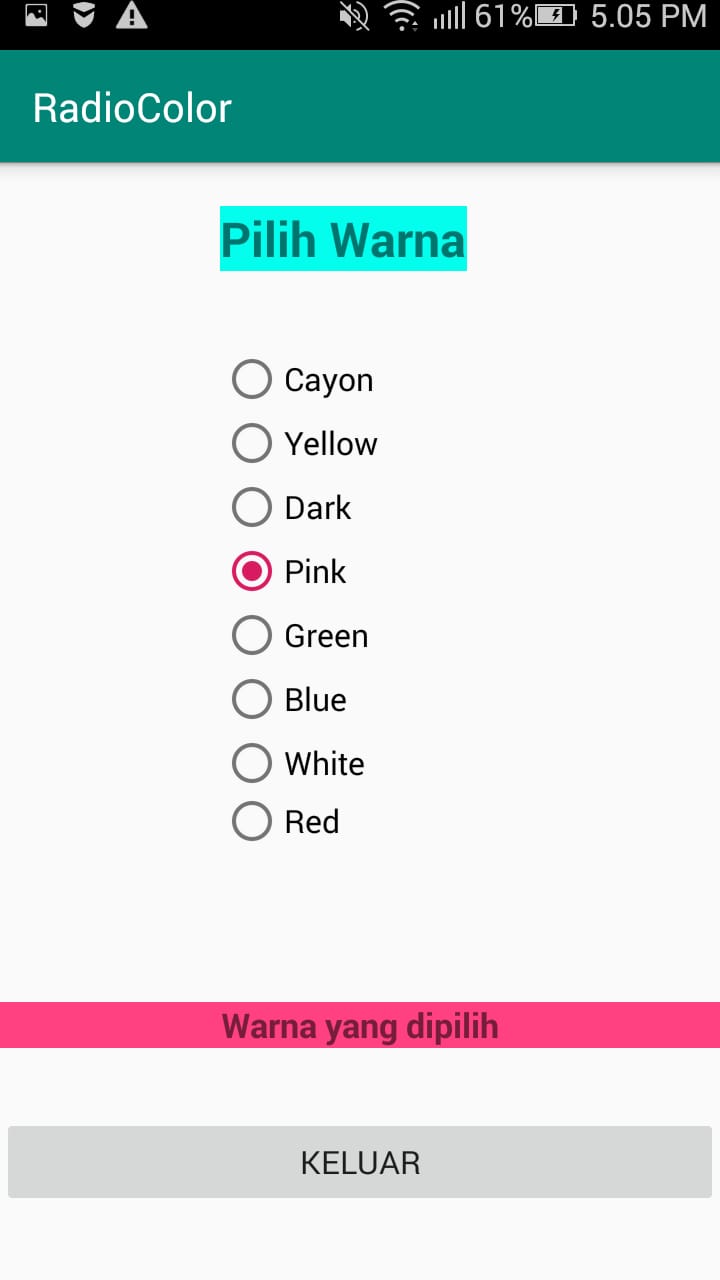 61% 5.05 PM
RadioColor
Pilih Warna
Cayon
Yellow
Dark
Pink
Green
Blue
White
Red
Warna yang dipilih
KELUAR